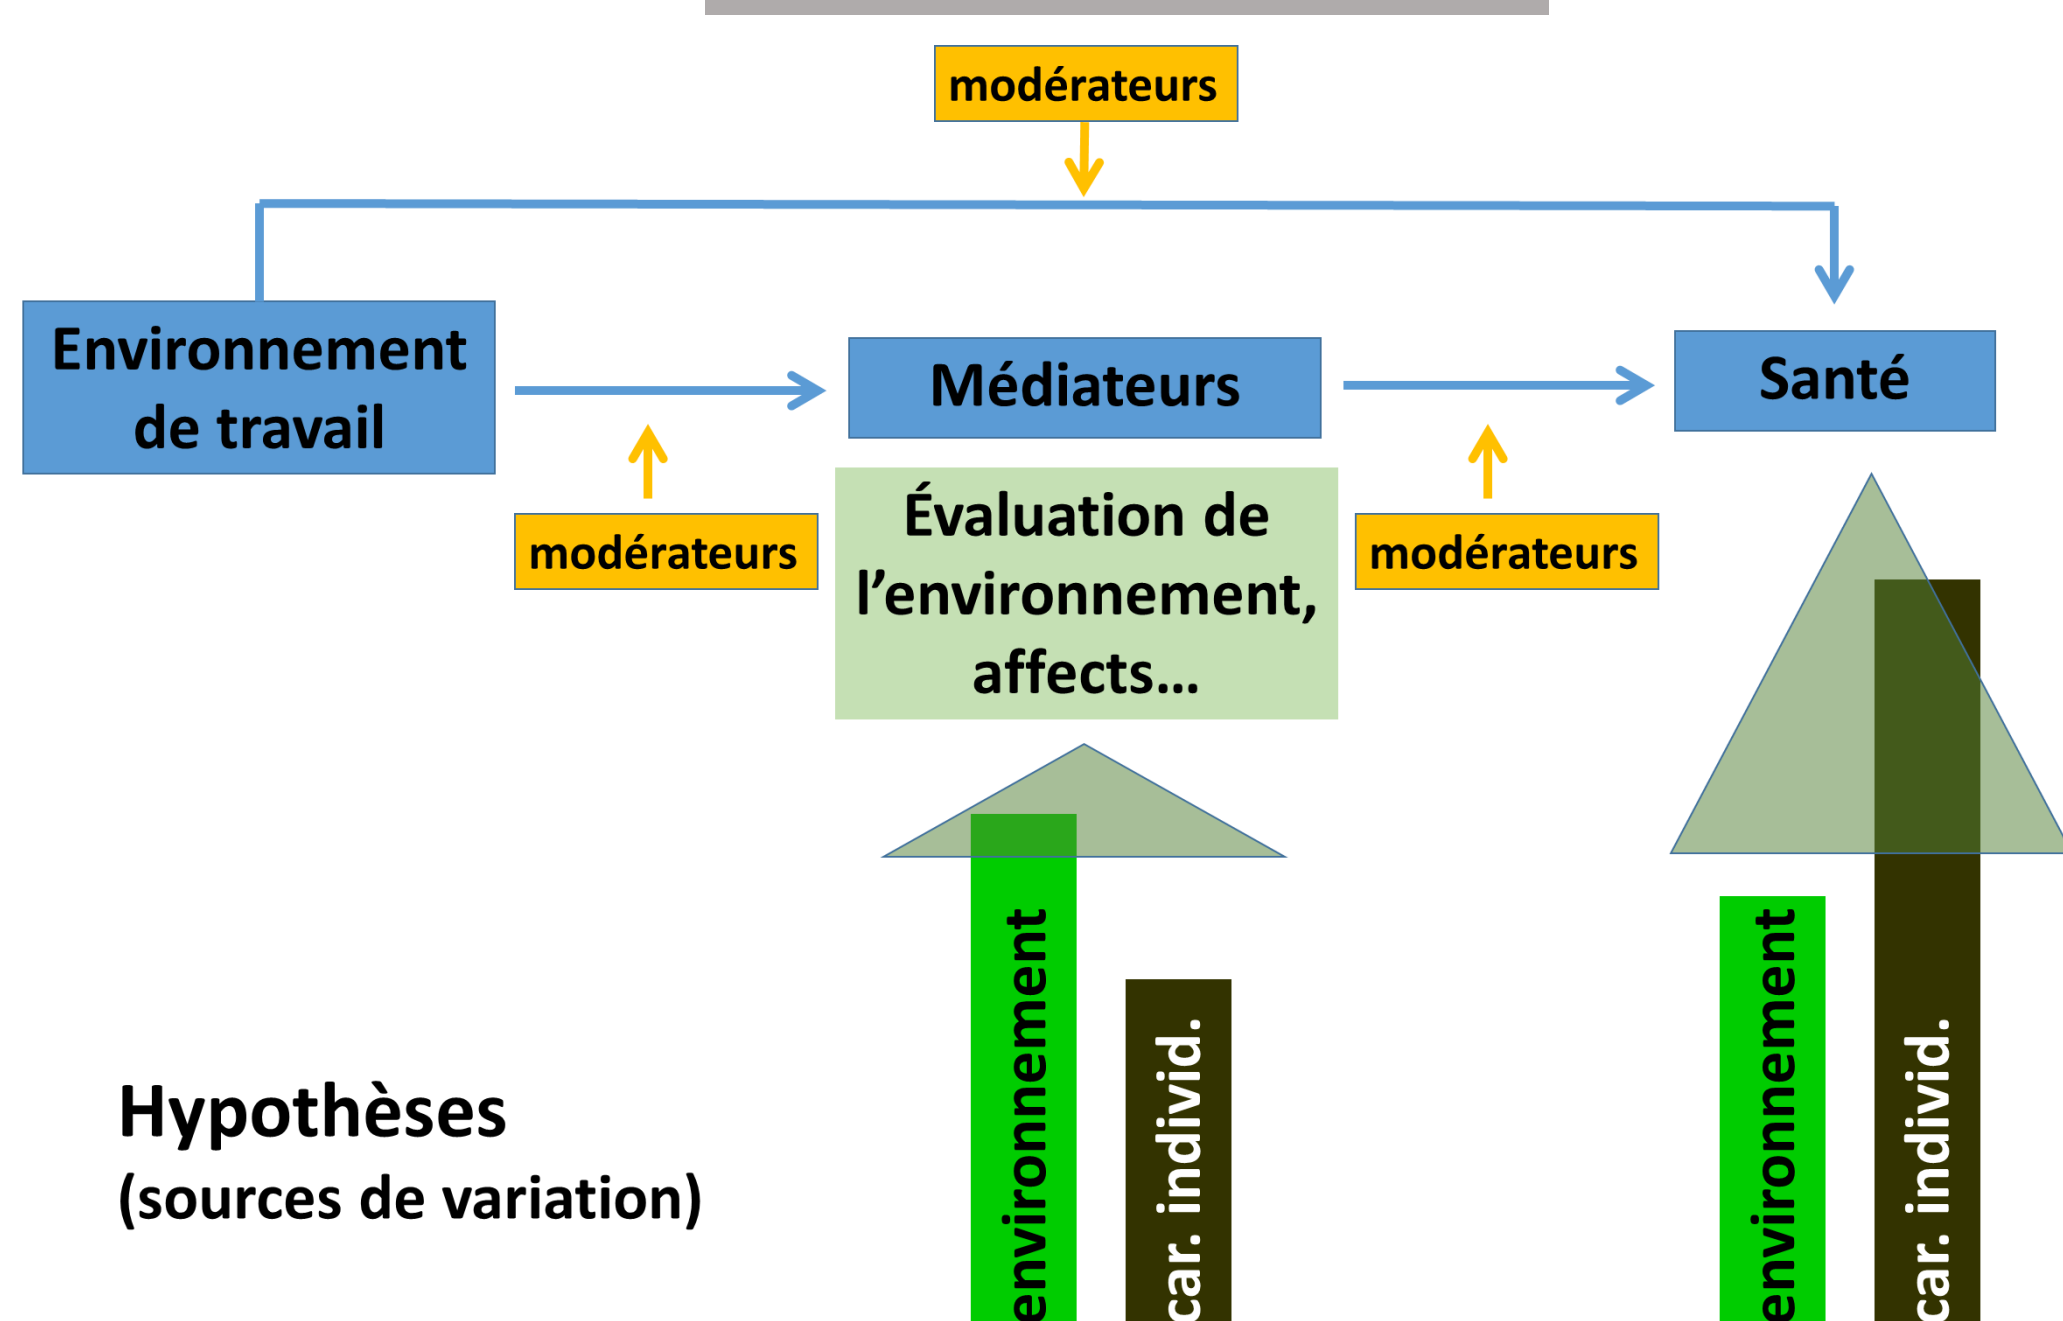 modérateurs
Environnement
de travail
Médiateurs
Santé
modérateurs
Évaluation de
l’environnement,
affects...
modérateurs
Hypothèses
(sources de variation)
environnement
car. individ.
environnement
car. individ.